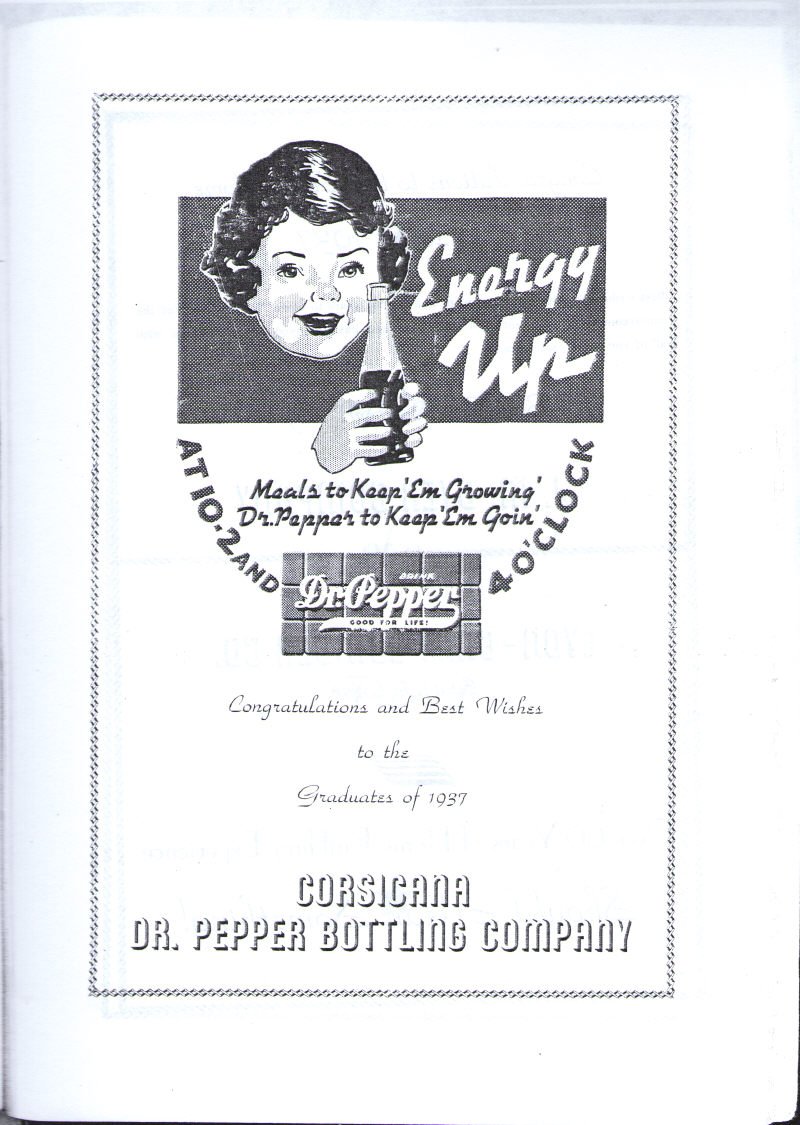 Energy
Up
AT 10-2 AND
4 O'CLOCK
Meals to Keep 'Em Growing'
Dr. Pepper to Keep 'Em Goin'
DRINK
Dr. Pepper
GOOD FOR LIFE!
Congratulations and Best Wishes
to the
Graduates of 1937
CORSICANA
DR. PEPPER BOTTLING COMPANY